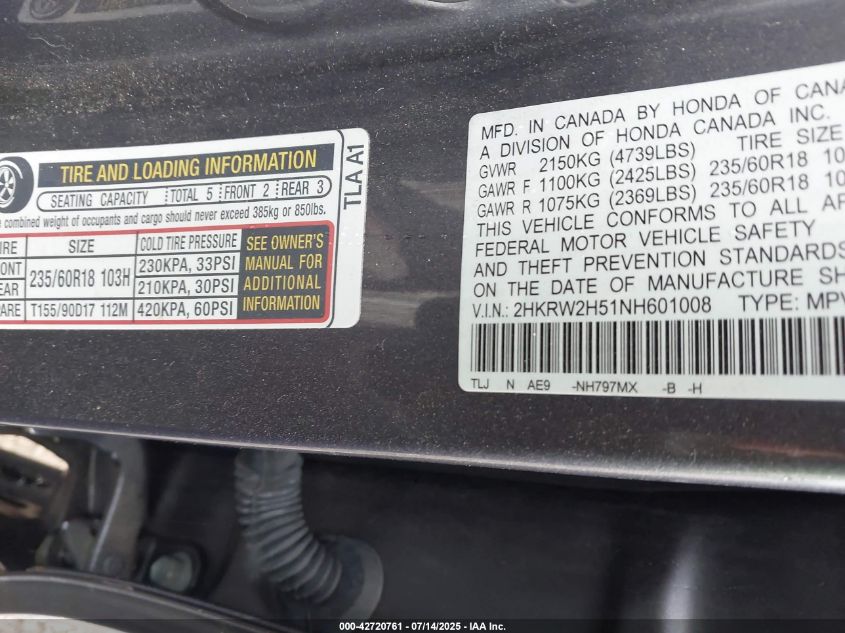 TIRE AND LOADING INFORMATION
SEATING CAPACITY TOTAL 5 FRONT 2 REAR 3
combined weight of occupants and cargo should never exceed 385kg or 850lbs.
SIZE COLD TIRE PRESSURE
235/60R18 103H 230KPA, 33PSI
210KPA, 30PSI
T155/90D17 112M 420KPA, 60PSI
SEE OWNER'S
MANUAL FOR
ADDITIONAL
INFORMATION
TLA A1
MFD. IN CANADA BY HONDA OF
A DIVISION OF HONDA CANADA INC.
GVWR 2150KG (4739LBS) TIRE SIZE
GAWR F 1100KG (2425LBS) 235/60R18
GAWR R 1075KG (2369LBS) 235/60R18
THIS VEHICLE CONFORMS TO ALL
FEDERAL MOTOR VEHICLE SAFETY
AND THEFT PREVENTION STANDARDS
ON THE DATE OF MANUFACTURE
V.I.N.: 2HKRW2H51NH601008 TYPE: MPV
TLJ N AE9 -NH797MX -B -H
000-42720761 - 07/14/2025 - IAA Inc.